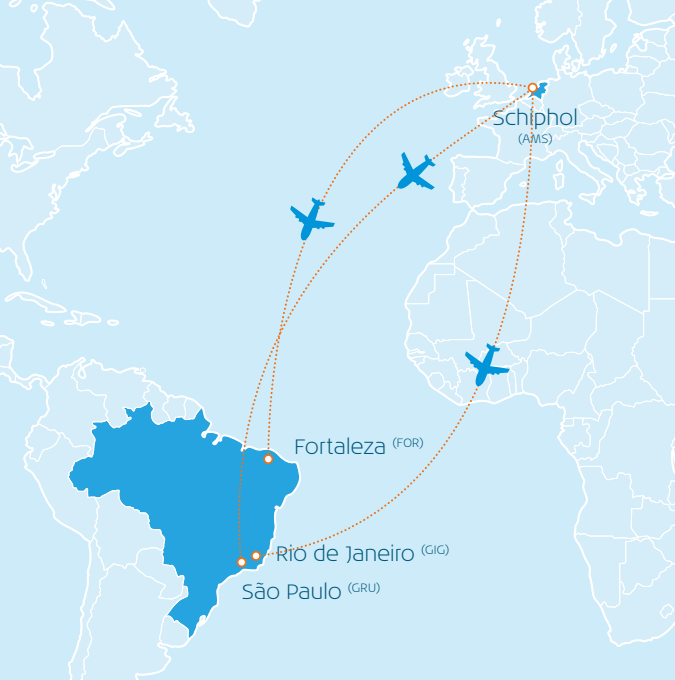 Schiphol
(AMS)
Fortaleza (FOR)
Rio de Janeiro (GIG)
São Paulo (GRU)